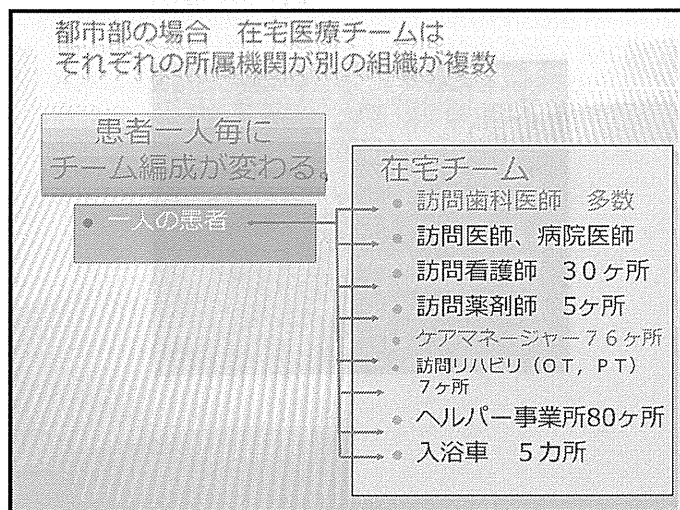 都市部の場合　在宅医療チームは
それぞれの所属機関が別の組織が複数
患者一人毎に
チーム編成が変わる。
• 一人の患者
在宅チーム
• 訪問歯科医師　多数
• 訪問医師、病院医師
• 訪問看護師　３０ヶ所
• 訪問薬剤師　5ヶ所
• ケアマネージャー７６ヶ所
• 訪問リハビリ（ＯＴ，ＰＴ）
７ヶ所
• ヘルパー事業所80ヶ所
• 入浴車　５カ所